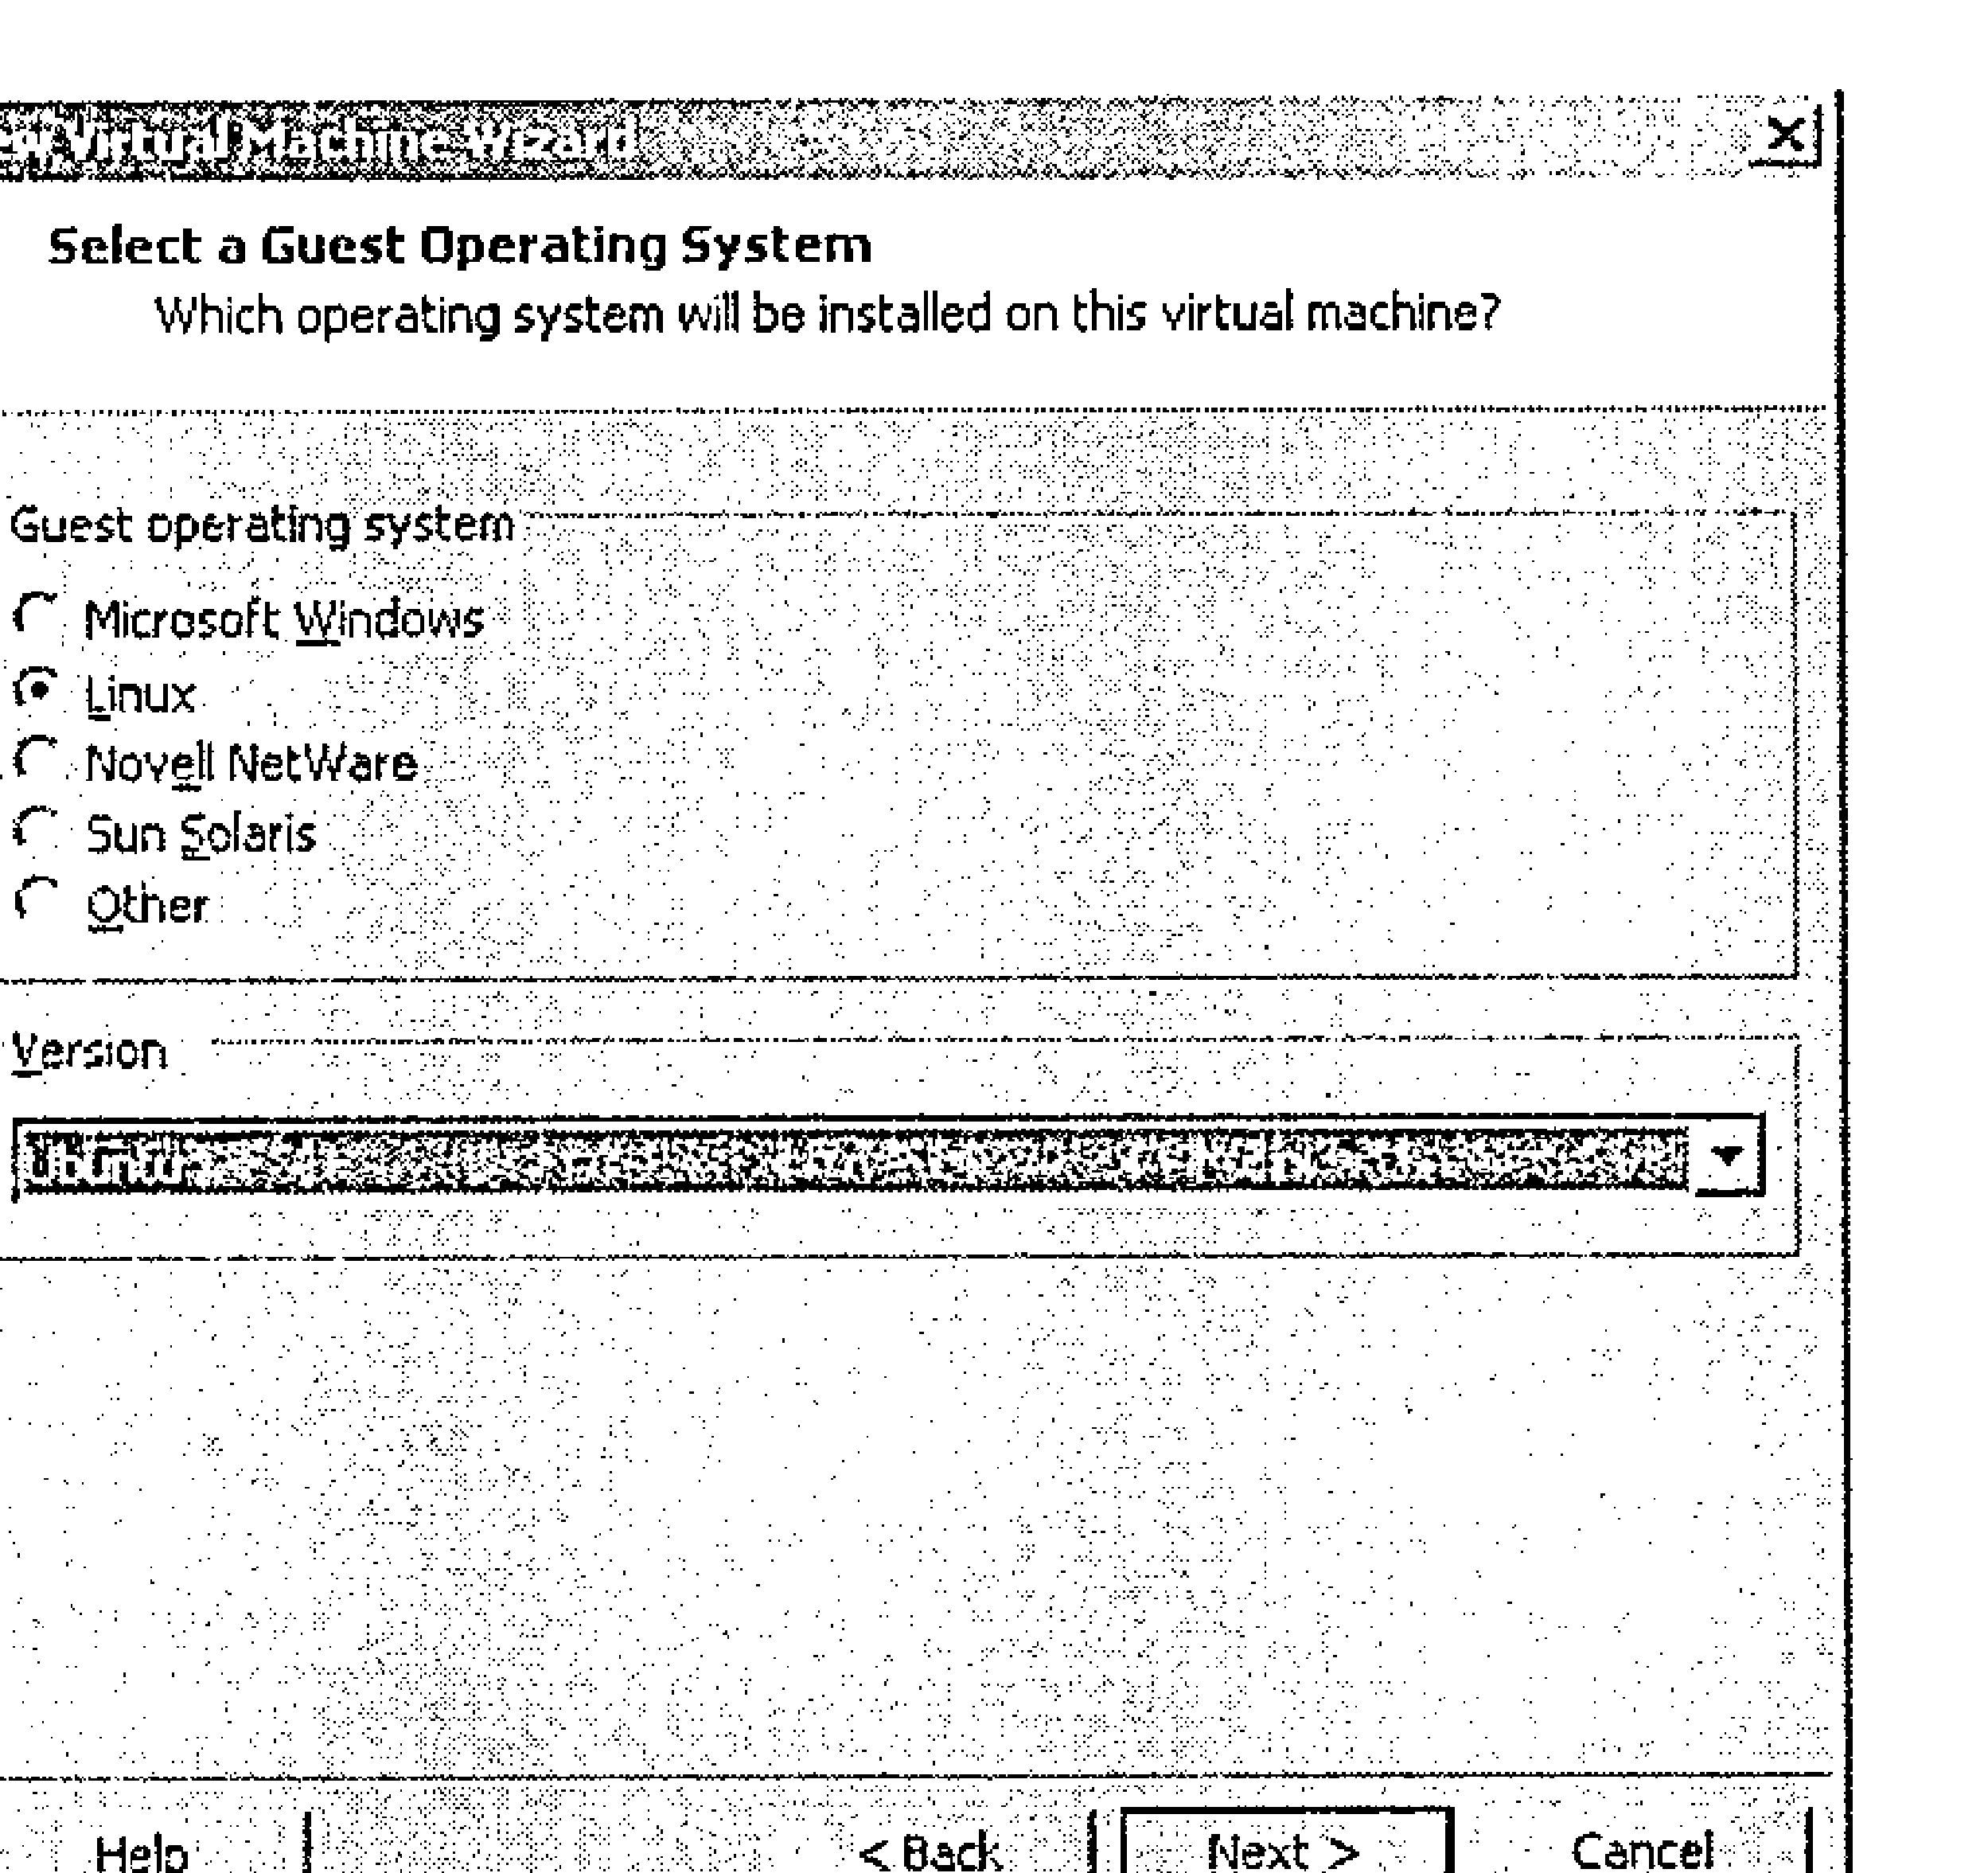 Virtual Machine Wizard
Select a Guest Operating System
Which operating system will be installed on this virtual machine?
Guest operating system
Microsoft Windows
Linux
Novell NetWare
Sun Solaris
Other
Version
Ubuntu
Help
< Back
Next >
Cancel